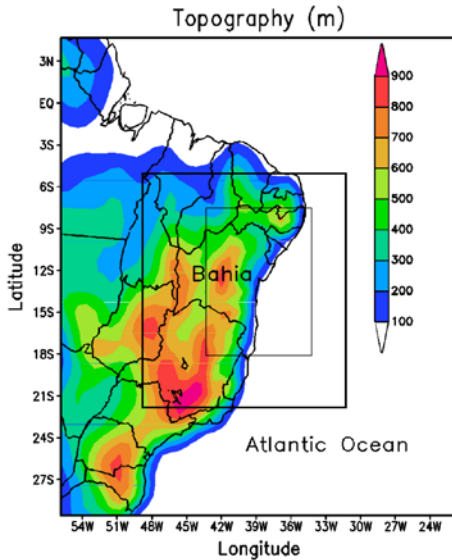 Topography (m)
3N
EQ
3S
6S
9S
12S
15S
18S
21S
24S
27S
Latitude
Bahia
Atlantic Ocean
900
800
700
600
500
400
300
200
100
54W 51W 48W 45W 42W 39W 36W 33W 30W 27W 24W
Longitude